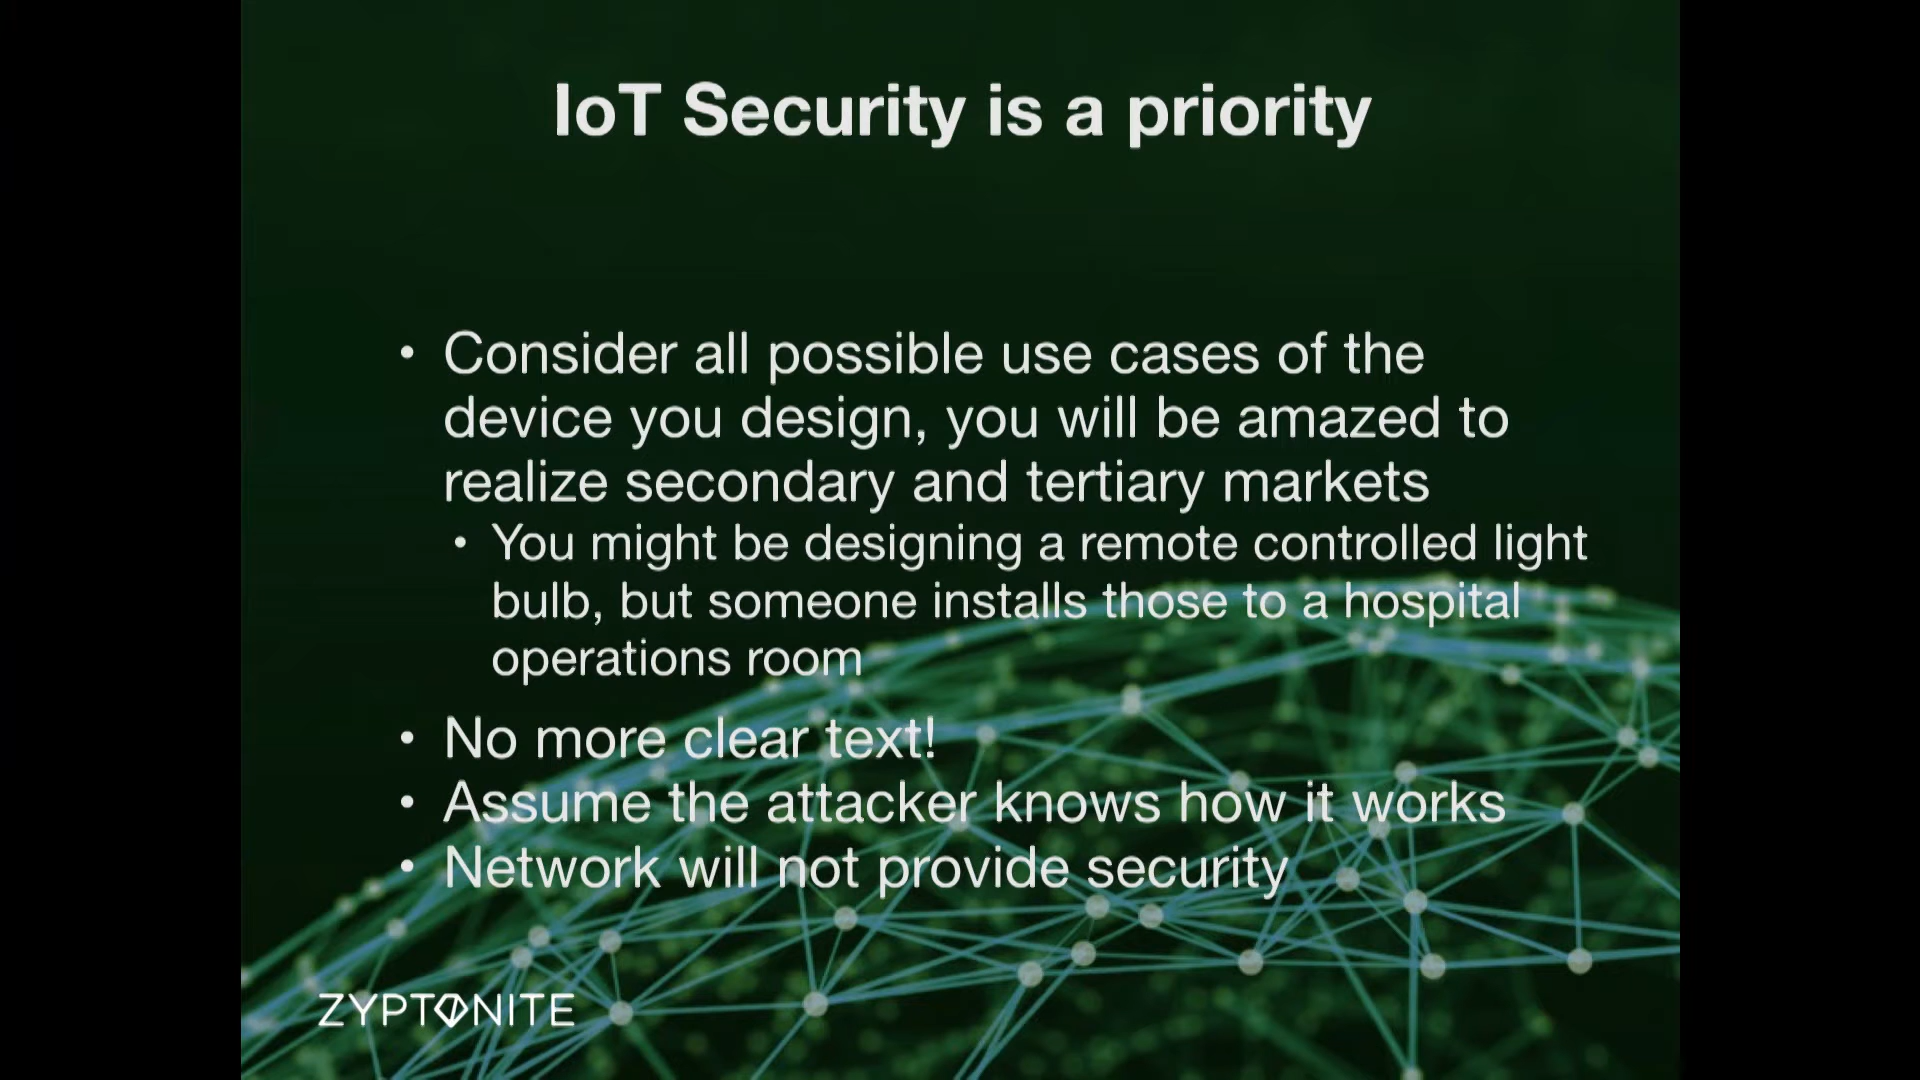 IoT Security is a priority
• Consider all possible use cases of the
device you design, you will be amazed to
realize secondary and tertiary markets
• You might be designing a remote controlled light
bulb, but someone installs those to a hospital
operations room
• No more clear text!
• Assume the attacker knows how it works
• Network will not provide security
ZYPTONITE